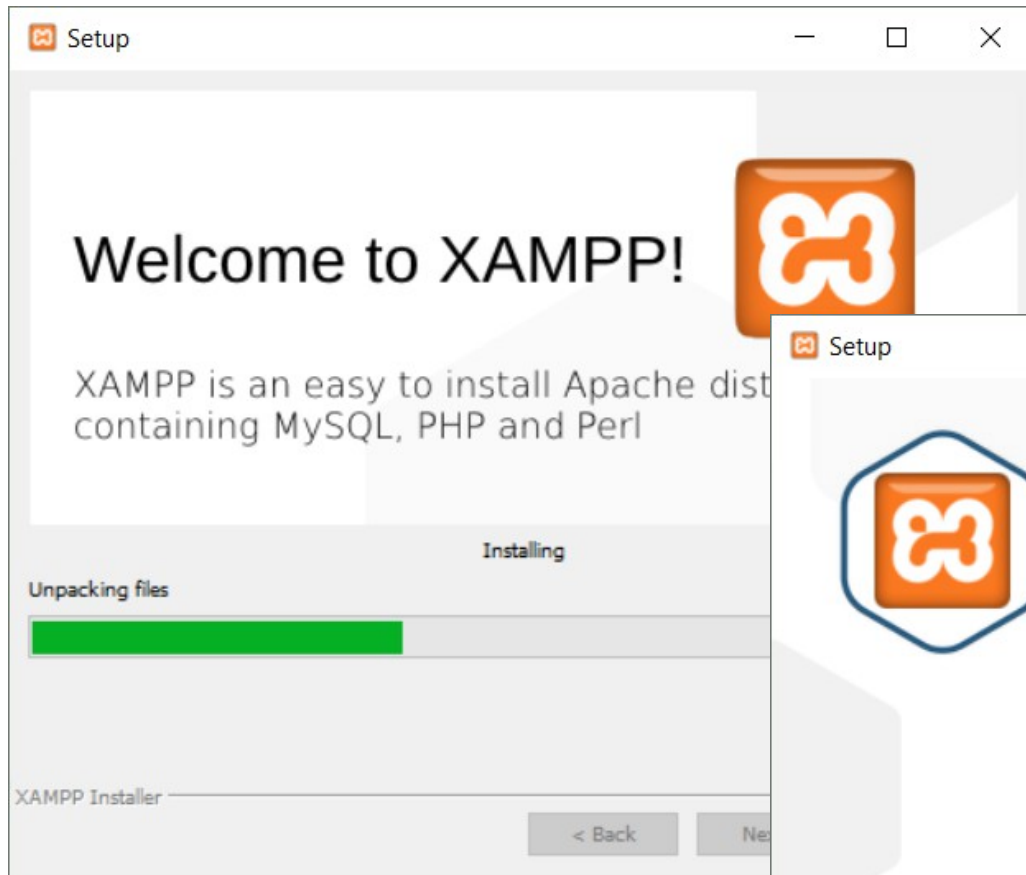 Setup
Welcome to XAMPP!
XAMPP is an easy to install Apache
containing MySQL, PHP and Perl
Installing
Unpacking files
XAMPP Installer
< Back
Setup